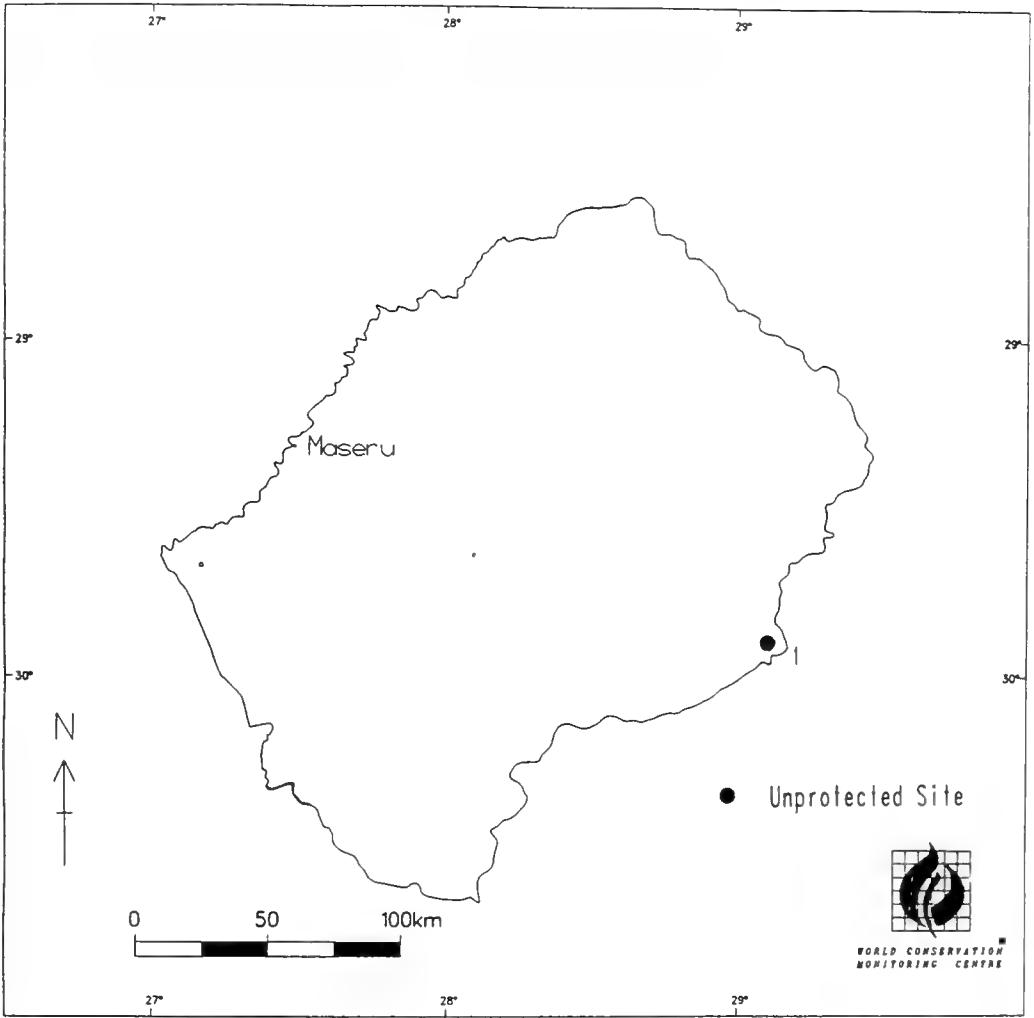 27°
28°
29°
29°
29°
Maseru
1
30°
30°
N
Unprotected Site
0 50 100km
WORLD CONSERVATION
MONITORING CENTRE
27°
28°
29°